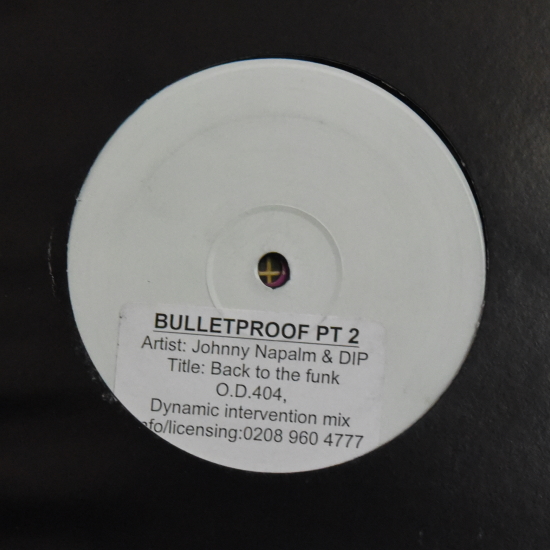 BULLETPROOF PT 2
Artist: Johnny Napalm & DIP
Title: Back to the funk
O.D.404,
Dynamic intervention mix
nfo/licensing:0208 960 4777